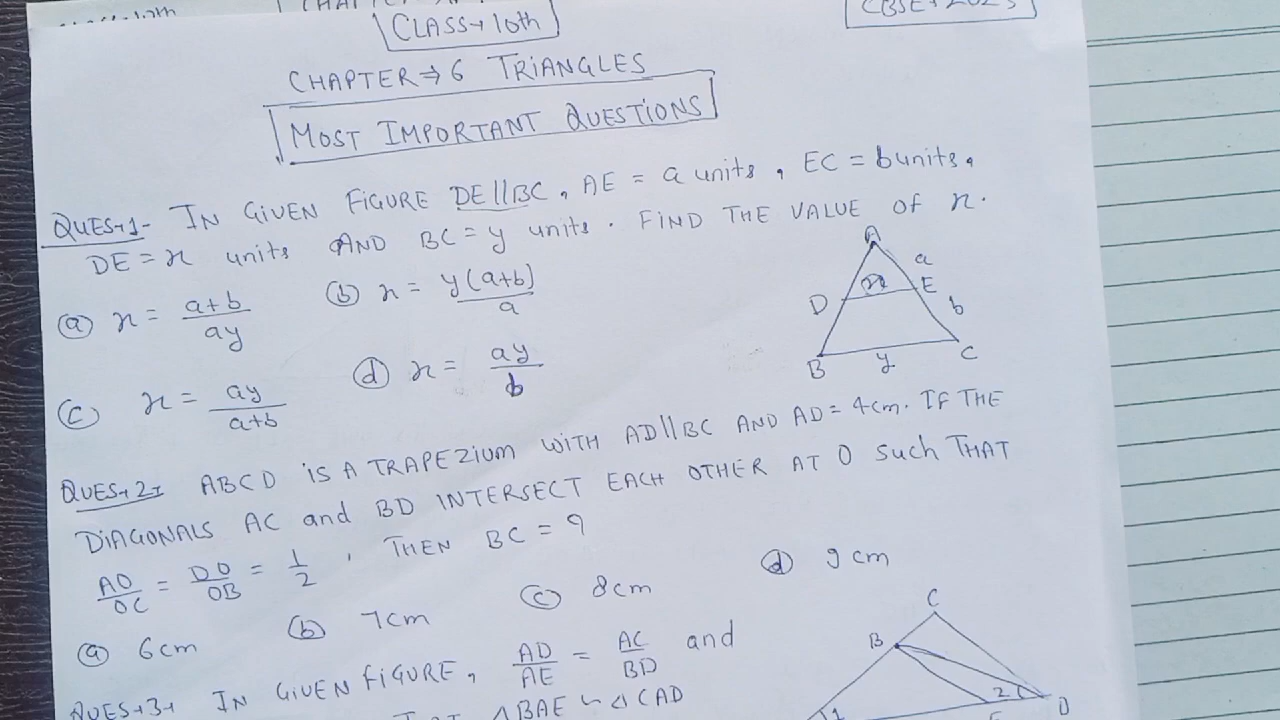 CLASS→10th
CHAPTER⇒6 TRIANGLES
MOST IMPORTANT QUESTIONS
QUES→1- IN GIVEN FIGURE DE||BC, AE = a units, EC = b units,
DE = x units AND BC = y units. FIND THE VALUE of x.
(a) x = a+b / ay (b) x = y(a+b) / a
(c) x = ay / a+b (d) x = ay / b
A
a
D x E
b
B y C
QUES→2→ ABCD IS A TRAPEZIUM WITH AD||BC AND AD = 4cm. IF THE
DIAGONALS AC and BD INTERSECT EACH OTHER AT O such THAT
AO/OC = DO/OB = 1/2, THEN BC = ?
(a) 6cm (b) 7cm (c) 8cm (d) 9cm
QUES→3→ IN GIVEN FIGURE, AD/AE = AC/BD and
△BAE ~ △CAD
C
B
1 2 D